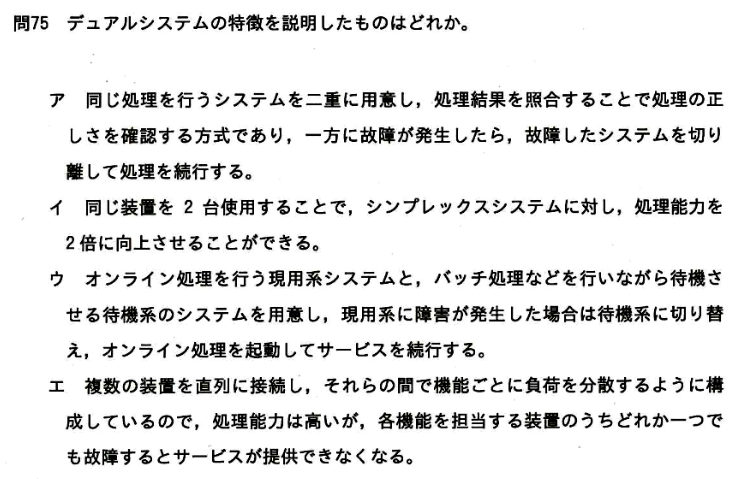 問75 デュアルシステムの特徴を説明したものはどれか。
ア 同じ処理を行うシステムを二重に用意し，処理結果を照合することで処理の正
しさを確認する方式であり，一方に故障が発生したら，故障したシステムを切り
離して処理を続行する。
イ 同じ装置を 2 台使用することで，シンプレックスシステムに対し，処理能力を
2倍に向上させることができる。
ウ オンライン処理を行う現用系システムと，バッチ処理などを行いながら待機さ
せる待機系のシステムを用意し，現用系に障害が発生した場合は待機系に切り替
え，オンライン処理を起動してサービスを続行する。
エ 複数の装置を直列に接続し，それらの間で機能ごとに負荷を分散するように構
成しているので，処理能力は高いが，各機能を担当する装置のうちどれか一つで
も故障するとサービスが提供できなくなる。